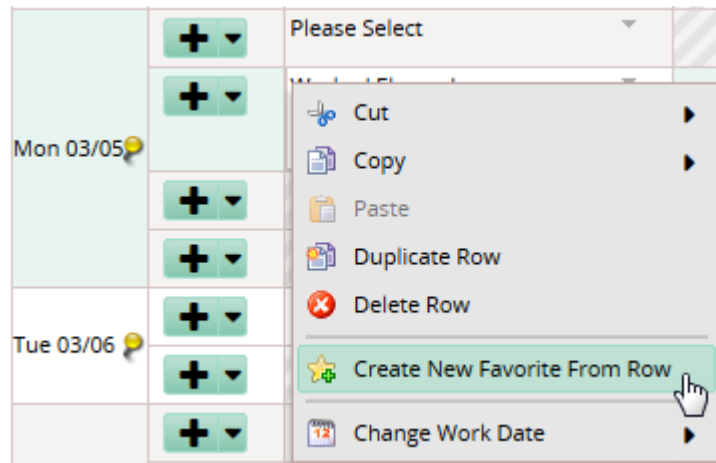 Please Select
Mon 03/05
Cut
Copy
Paste
Duplicate Row
Delete Row
Tue 03/06
Create New Favorite From Row
12
Change Work Date